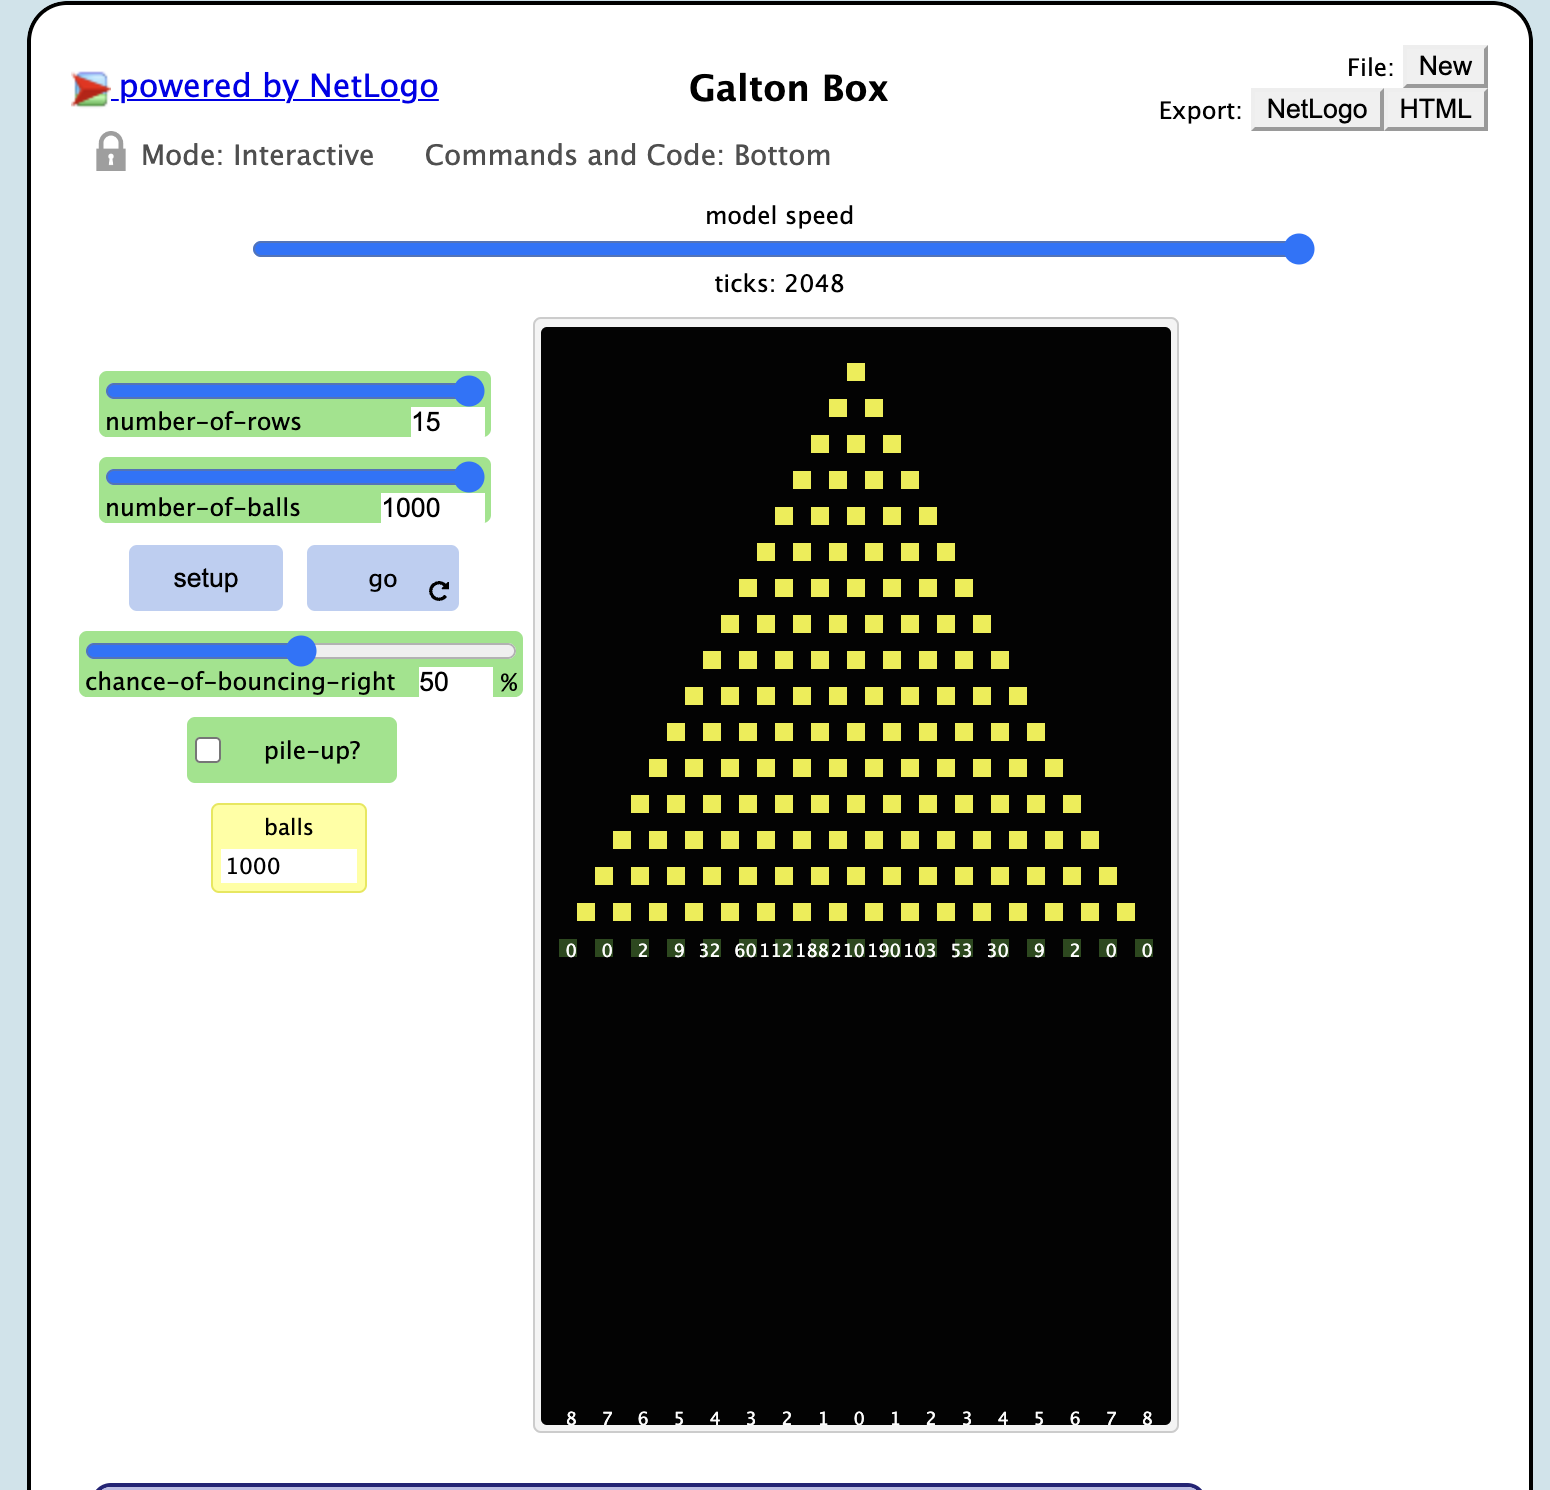 powered by NetLogo
Galton Box
File: New
Export: NetLogo HTML
Mode: Interactive Commands and Code: Bottom
model speed
ticks: 2048
number-of-rows 15
number-of-balls 1000
setup go
chance-of-bouncing-right 50 %
pile-up?
balls
1000
0 0 2 9 32 60 112 188 210 190 103 53 30 9 2 0 0
8 7 6 5 4 3 2 1 0 1 2 3 4 5 6 7 8